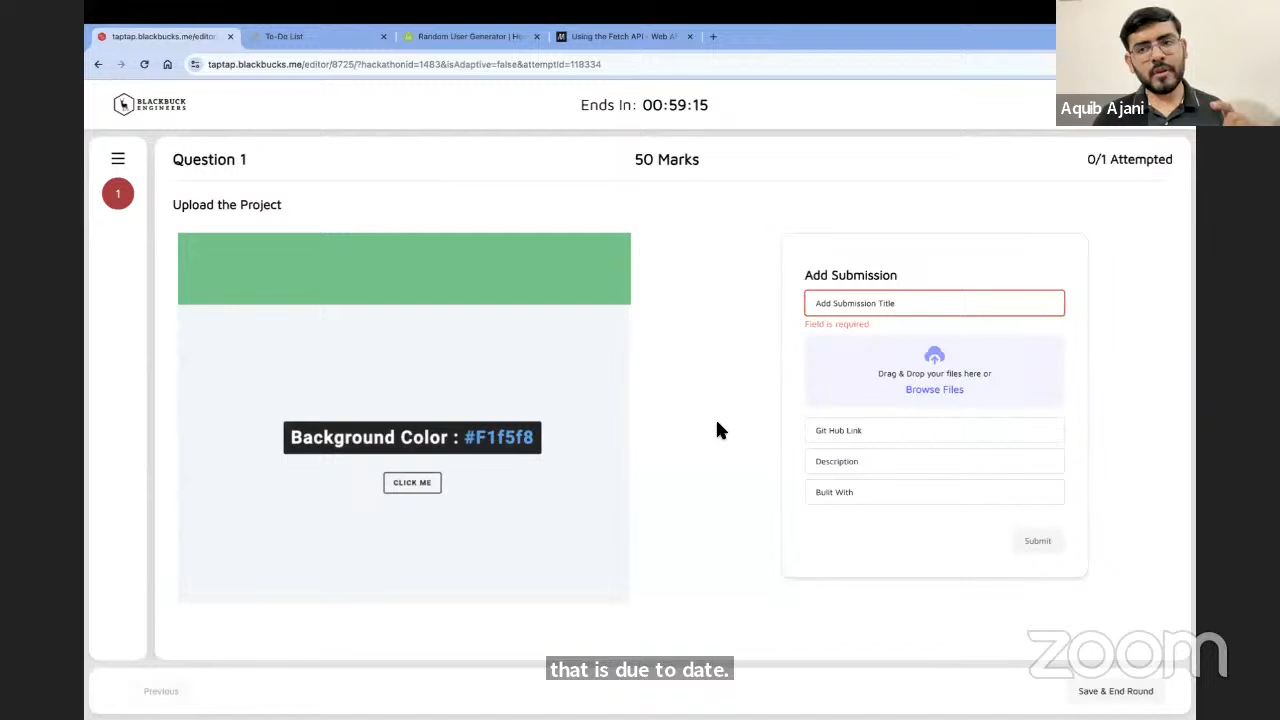 taptap.blackbucks.me/editor
To-Do List
Random User Generator | Ho
Using the Fetch API - Web A
taptap.blackbucks.me/editor/8725/?hackathonid=1483&isAdaptive=false&attemptId=118334
Aquib Ajani
BLACKBUCK
ENGINEERS
Ends In: 00:59:15
Question 1
50 Marks
0/1 Attempted
1
Upload the Project
Add Submission
Add Submission Title
Field is required
Drag & Drop your files here or
Browse Files
Background Color : #F1f5f8
CLICK ME
Git Hub Link
Description
Bulit With
Submit
zoom
that is due to date.
Previous
Save & End Round